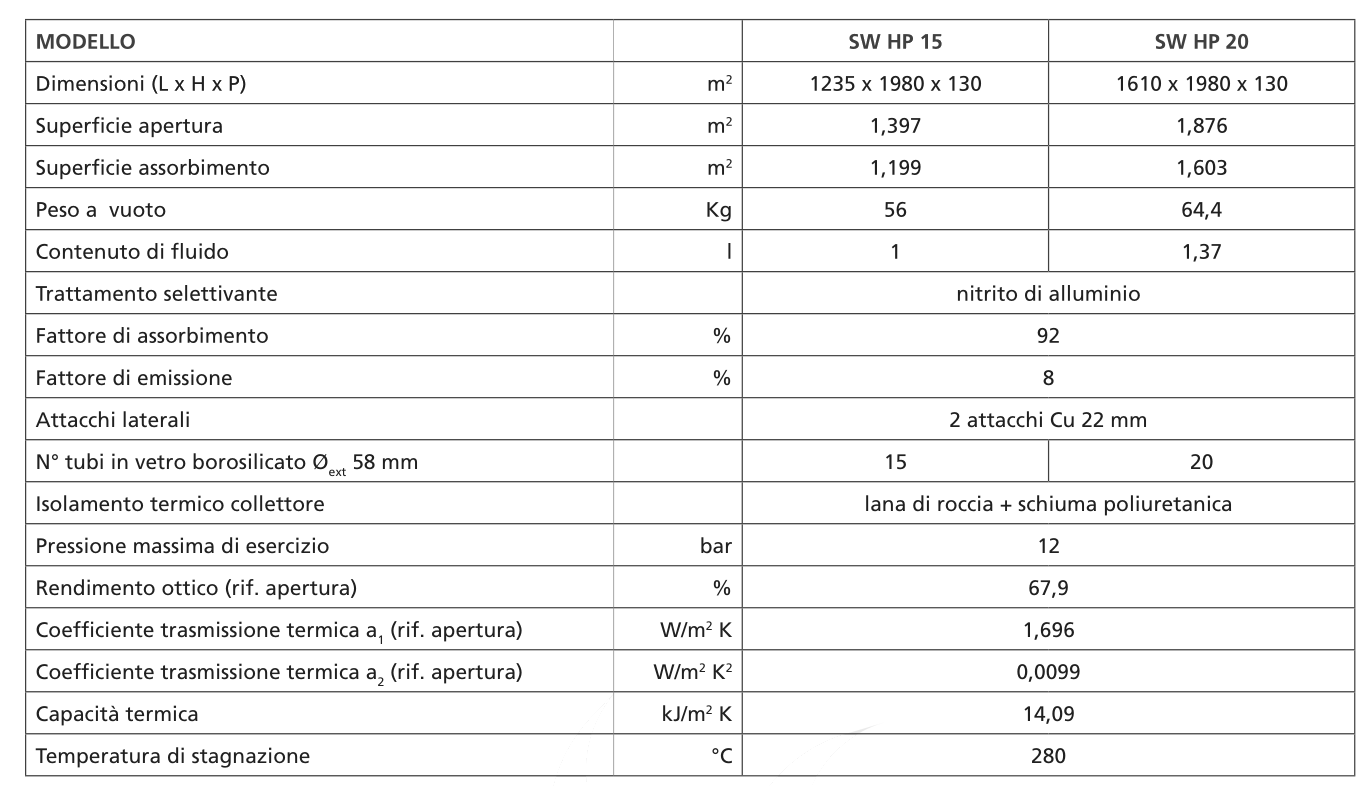 MODELLO SW HP 15 SW HP 20
Dimensioni (L x H x P) m² 1235 x 1980 x 130 1610 x 1980 x 130
Superficie apertura m² 1,397 1,876
Superficie assorbimento m² 1,199 1,603
Peso a vuoto Kg 56 64,4
Contenuto di fluido l 1 1,37
Trattamento selettivante nitrito di alluminio
Fattore di assorbimento % 92
Fattore di emissione % 8
Attacchi laterali 2 attacchi Cu 22 mm
N° tubi in vetro borosilicato Øext 58 mm 15 20
Isolamento termico collettore lana di roccia + schiuma poliuretanica
Pressione massima di esercizio bar 12
Rendimento ottico (rif. apertura) % 67,9
Coefficiente trasmissione termica a₁ (rif. apertura) W/m² K 1,696
Coefficiente trasmissione termica a₂ (rif. apertura) W/m² K² 0,0099
Capacità termica kJ/m² K 14,09
Temperatura di stagnazione °C 280